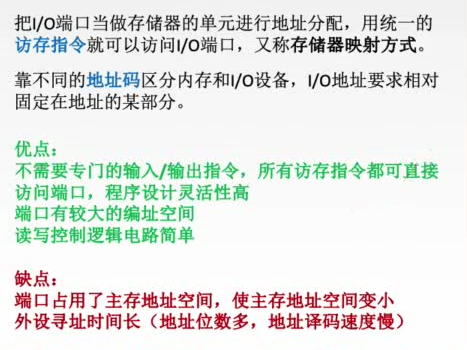 把I/O端口当做存储器的单元进行地址分配，用统一的
访存指令就可以访问I/O端口，又称存储器映射方式。
靠不同的地址码区分内存和I/O设备，I/O地址要求相对
固定在地址的某部分。
优点：
不需要专门的输入/输出指令，所有访存指令都可直接
访问端口，程序设计灵活性高
端口有较大的编址空间
读写控制逻辑电路简单
缺点：
端口占用了主存地址空间，使主存地址空间变小
外设寻址时间长（地址位数多，地址译码速度慢）